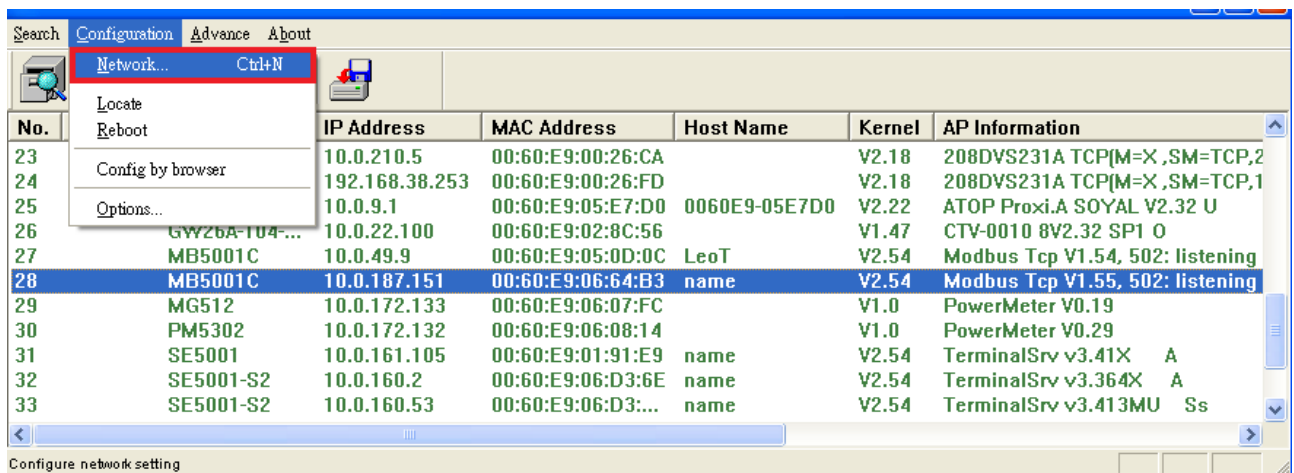 Search Configuration Advance About
Network... Ctrl+N
Locate
Reboot
Config by browser
Options...
No. IP Address MAC Address Host Name Kernel AP Information
23 10.0.210.5 00:60:E9:00:26:CA V2.18 208DVS231A TCP(M=X ,SM=TCP,2
24 192.168.38.253 00:60:E9:00:26:FD V2.18 208DVS231A TCP(M=X ,SM=TCP,1
25 10.0.9.1 00:60:E9:05:E7:D0 0060E9-05E7D0 V2.22 ATOP Proxi.A SOYAL V2.32 U
26 GW26A-104-... 10.0.22.100 00:60:E9:02:8C:56 V1.47 CTV-0010 8V2.32 SP1 O
27 MB5001C 10.0.49.9 00:60:E9:05:0D:0C LeoT V2.54 Modbus Tcp V1.54, 502: listening
28 MB5001C 10.0.187.151 00:60:E9:06:64:B3 name V2.54 Modbus Tcp V1.55, 502: listening
29 MG512 10.0.172.133 00:60:E9:06:07:FC V1.0 PowerMeter V0.19
30 PM5302 10.0.172.132 00:60:E9:06:08:14 V1.0 PowerMeter V0.29
31 SE5001 10.0.161.105 00:60:E9:01:91:E9 name V2.54 TerminalSrv v3.41X A
32 SE5001-S2 10.0.160.2 00:60:E9:06:D3:6E name V2.54 TerminalSrv v3.364X A
33 SE5001-S2 10.0.160.53 00:60:E9:06:D3:... name V2.54 TerminalSrv v3.413MU Ss
Configure network setting